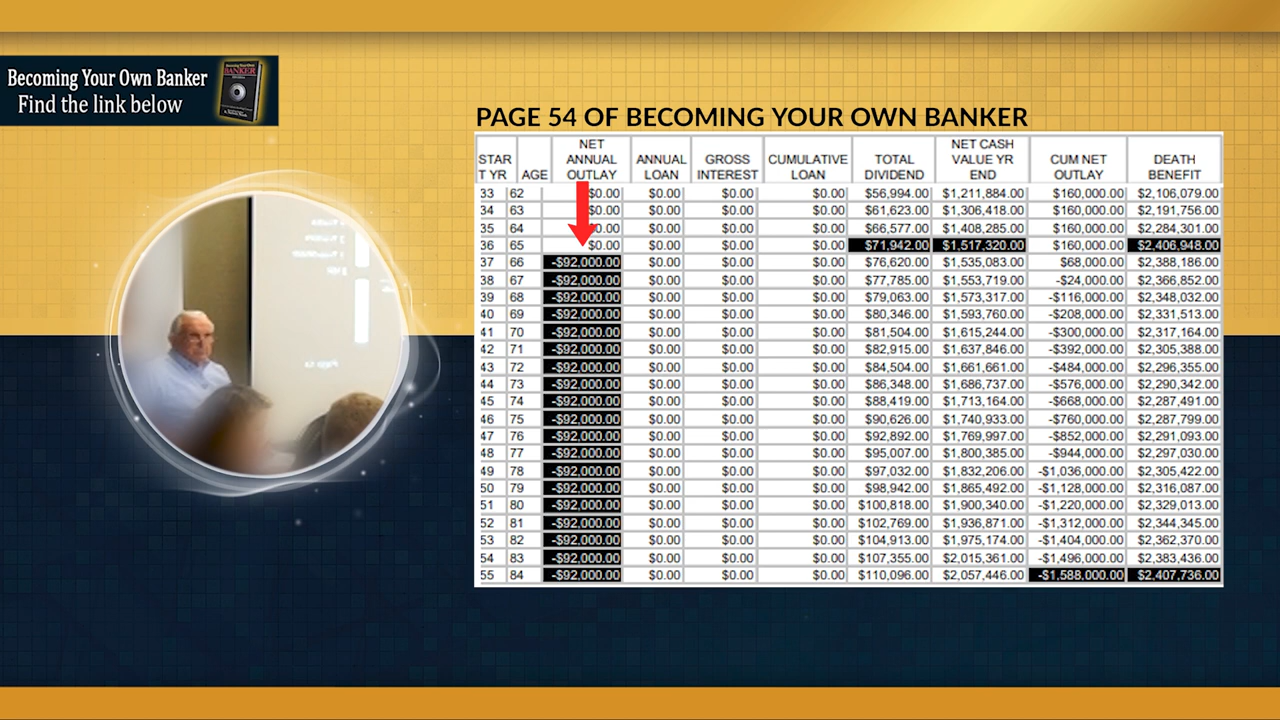 Becoming Your Own Banker
Find the link below
PAGE 54 OF BECOMING YOUR OWN BANKER
STAR T YR AGE NET ANNUAL OUTLAY ANNUAL LOAN GROSS INTEREST CUMULATIVE LOAN TOTAL DIVIDEND NET CASH VALUE YR END CUM NET OUTLAY DEATH BENEFIT
33 62 $0.00 $0.00 $0.00 $0.00 $56,994.00 $1,211,884.00 $160,000.00 $2,106,079.00
34 63 $0.00 $0.00 $0.00 $0.00 $61,623.00 $1,306,418.00 $160,000.00 $2,191,756.00
35 64 0.00 $0.00 $0.00 $0.00 $66,577.00 $1,408,285.00 $160,000.00 $2,284,301.00
36 65 $0.00 $0.00 $0.00 $0.00 $71,942.00 $1,517,320.00 $160,000.00 $2,406,948.00
37 66 -$92,000.00 $0.00 $0.00 $0.00 $76,620.00 $1,535,083.00 $68,000.00 $2,388,186.00
38 67 -$92,000.00 $0.00 $0.00 $0.00 $77,785.00 $1,553,719.00 -$24,000.00 $2,366,852.00
39 68 -$92,000.00 $0.00 $0.00 $0.00 $79,063.00 $1,573,317.00 -$116,000.00 $2,348,032.00
40 69 -$92,000.00 $0.00 $0.00 $0.00 $80,346.00 $1,593,760.00 -$208,000.00 $2,331,513.00
41 70 -$92,000.00 $0.00 $0.00 $0.00 $81,574.00 $1,615,244.00 -$300,000.00 $2,317,164.00
42 71 -$92,000.00 $0.00 $0.00 $0.00 $82,915.00 $1,637,846.00 -$392,000.00 $2,305,388.00
43 72 -$92,000.00 $0.00 $0.00 $0.00 $84,504.00 $1,661,661.00 -$484,000.00 $2,296,355.00
44 73 -$92,000.00 $0.00 $0.00 $0.00 $86,348.00 $1,686,737.00 -$576,000.00 $2,290,342.00
45 74 -$92,000.00 $0.00 $0.00 $0.00 $88,419.00 $1,713,164.00 -$668,000.00 $2,287,491.00
46 75 -$92,000.00 $0.00 $0.00 $0.00 $90,626.00 $1,740,933.00 -$760,000.00 $2,287,799.00
47 76 -$92,000.00 $0.00 $0.00 $0.00 $92,892.00 $1,769,997.00 -$852,000.00 $2,291,093.00
48 77 -$92,000.00 $0.00 $0.00 $0.00 $95,007.00 $1,800,385.00 -$944,000.00 $2,297,030.00
49 78 -$92,000.00 $0.00 $0.00 $0.00 $97,032.00 $1,832,206.00 -$1,036,000.00 $2,305,422.00
50 79 -$92,000.00 $0.00 $0.00 $0.00 $98,942.00 $1,865,492.00 -$1,128,000.00 $2,316,087.00
51 80 -$92,000.00 $0.00 $0.00 $0.00 $100,818.00 $1,900,340.00 -$1,220,000.00 $2,329,013.00
52 81 -$92,000.00 $0.00 $0.00 $0.00 $102,769.00 $1,936,871.00 -$1,312,000.00 $2,344,345.00
53 82 -$92,000.00 $0.00 $0.00 $0.00 $104,913.00 $1,975,174.00 -$1,404,000.00 $2,362,370.00
54 83 -$92,000.00 $0.00 $0.00 $0.00 $107,355.00 $2,015,361.00 -$1,496,000.00 $2,383,436.00
55 84 -$92,000.00 $0.00 $0.00 $0.00 $110,096.00 $2,057,446.00 -$1,588,000.00 $2,407,736.00